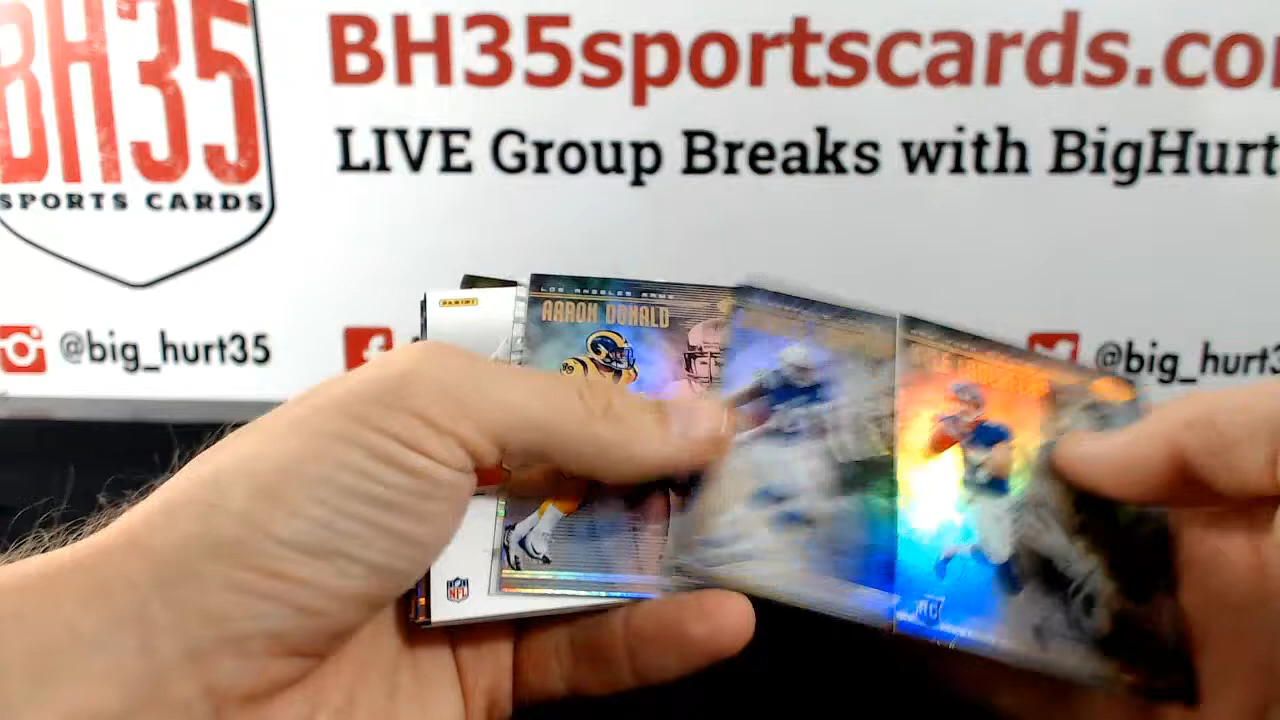 BH35
SPORTS CARDS
BH35sportscards.co
LIVE Group Breaks with BigHurt
@big_hurt35
@big_hurt3
PANINI
LOS ANGELES RAMS
AARON DONALD
NFL
RC